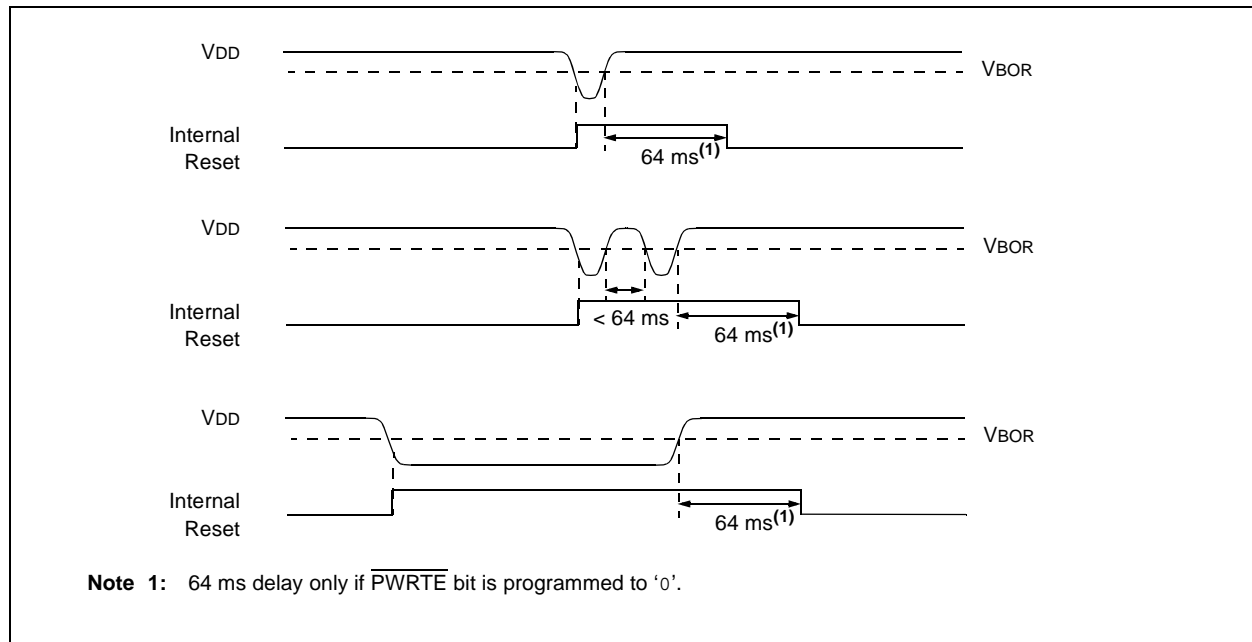 VDD
VBOR
Internal
Reset
64 ms(1)
VDD
VBOR
Internal
Reset
< 64 ms
64 ms(1)
VDD
VBOR
Internal
Reset
64 ms(1)
Note 1: 64 ms delay only if PWRTE bit is programmed to ‘0’.